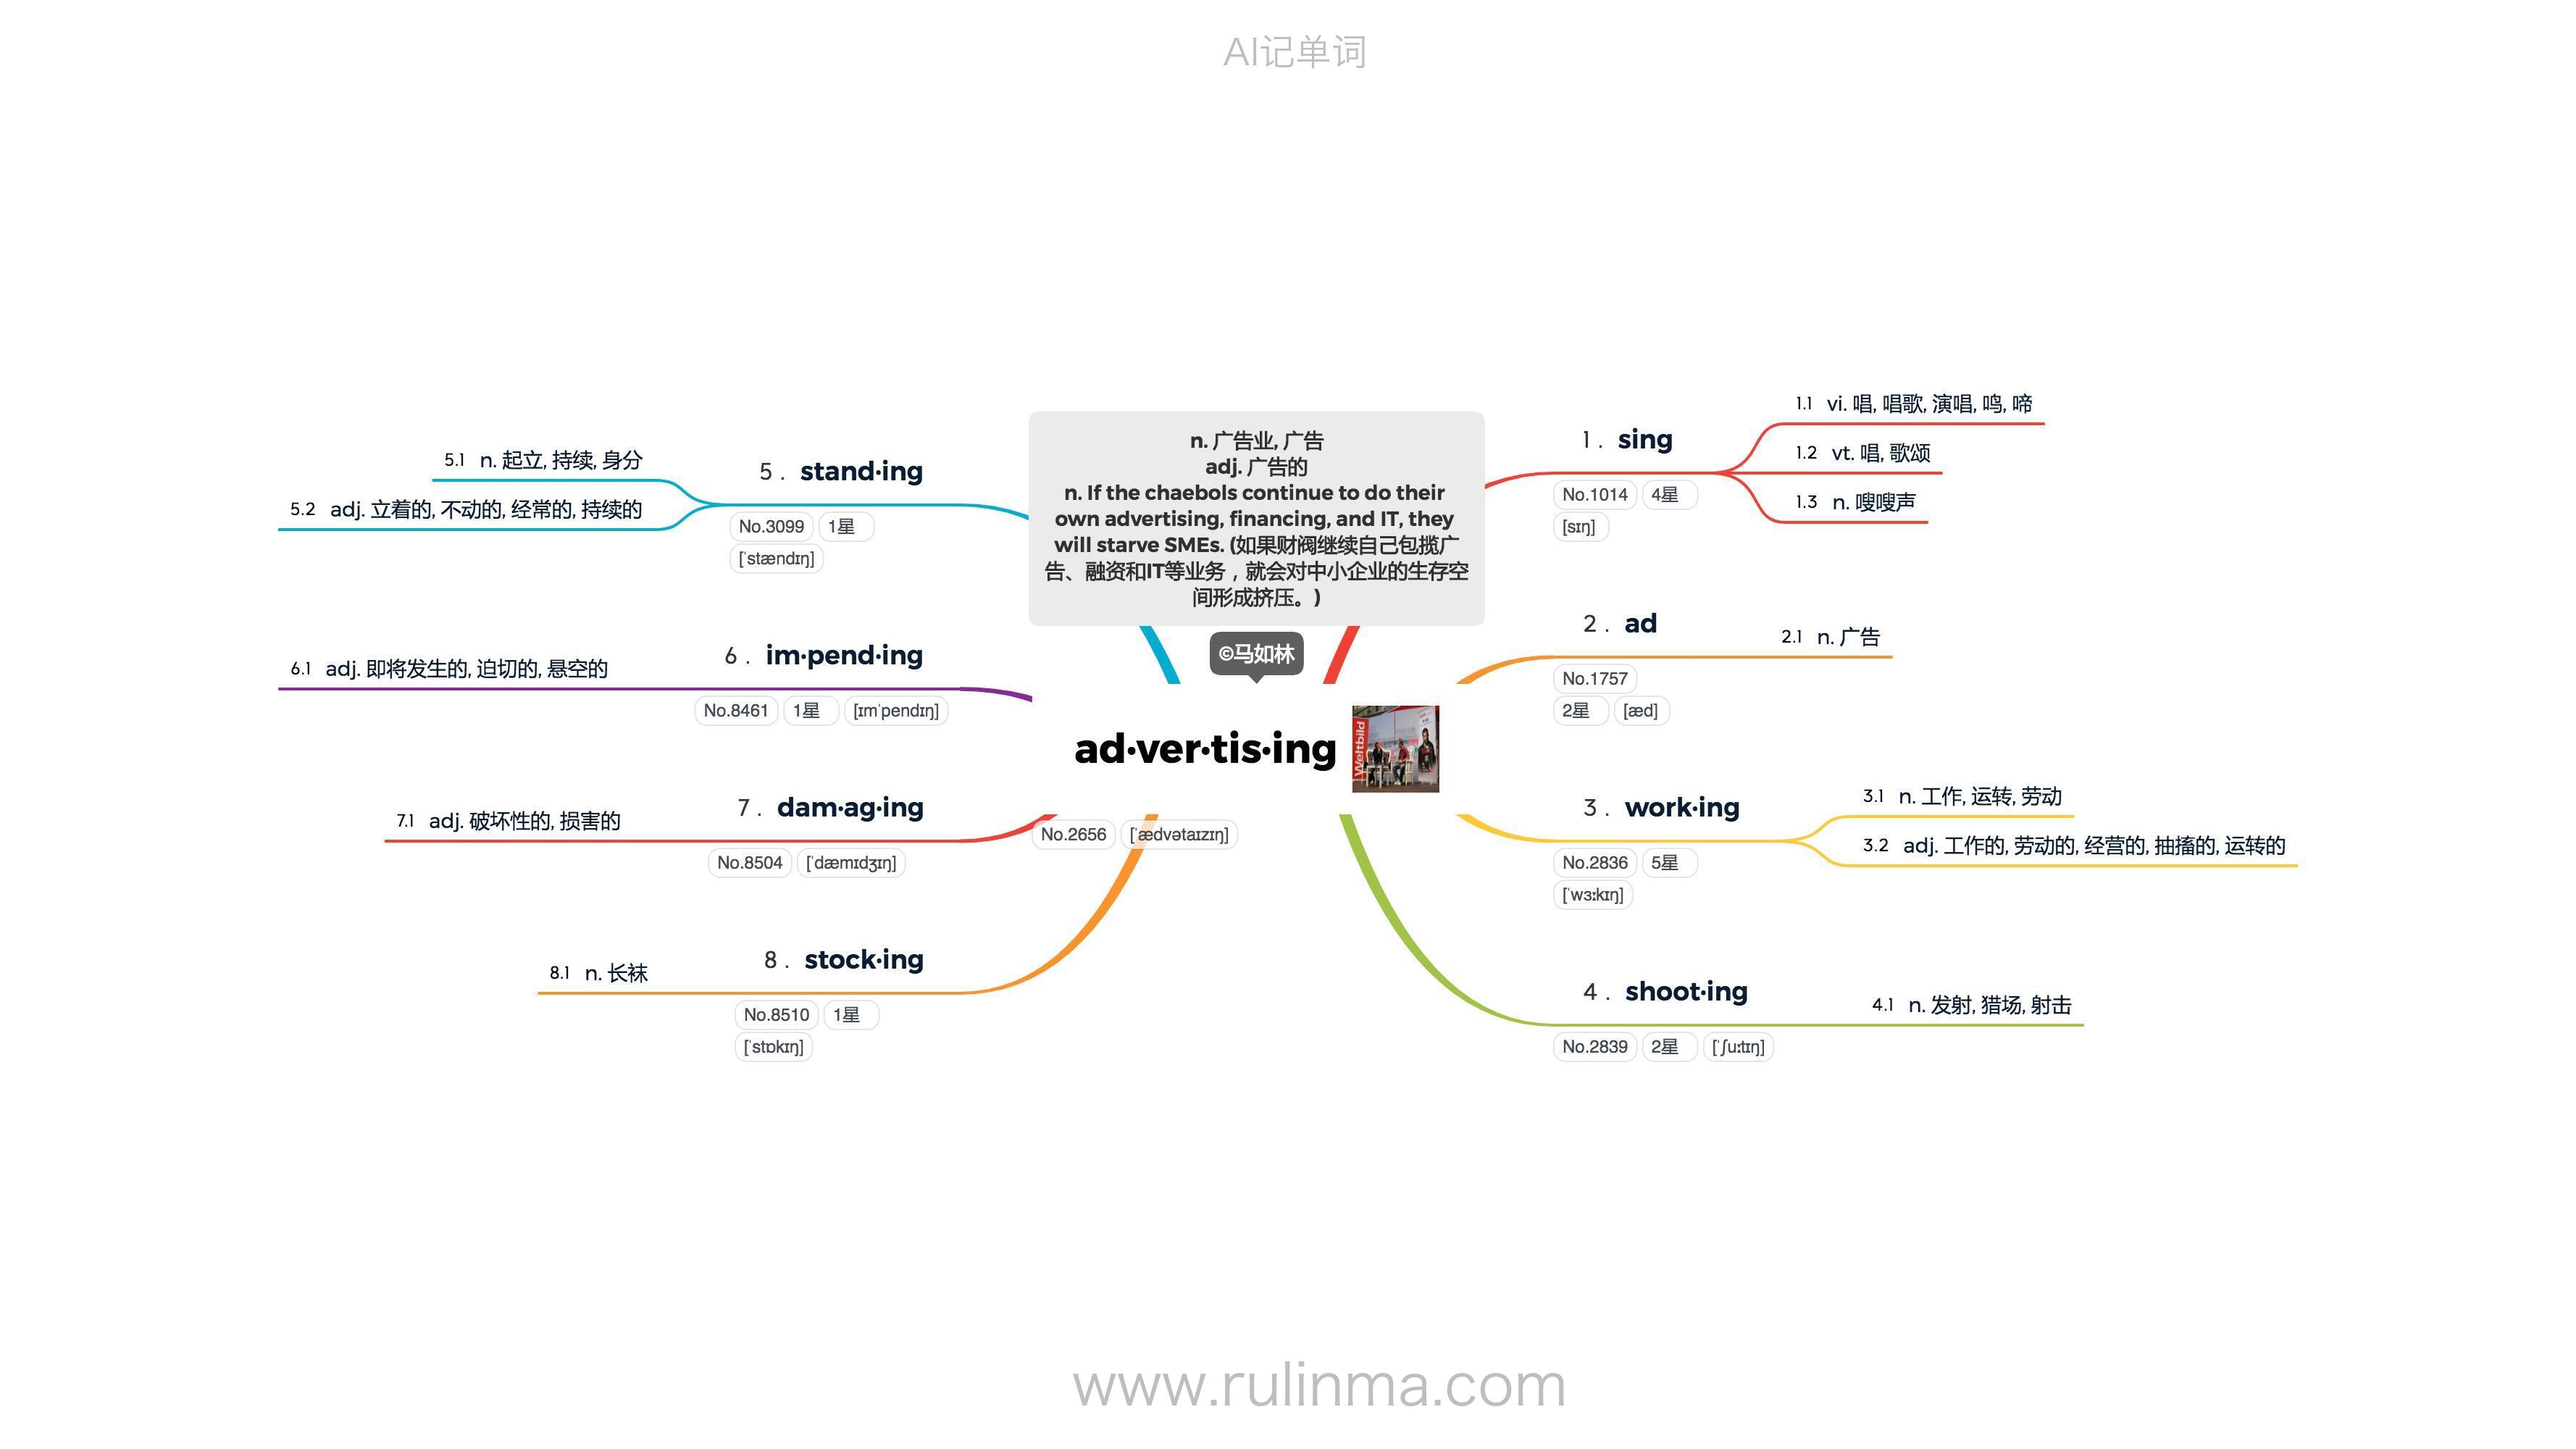 AI记单词
n. 广告业, 广告
adj. 广告的
n. If the chaebols continue to do their
own advertising, financing, and IT, they
will starve SMEs. (如果财阀继续自己包揽广
告、融资和IT等业务，就会对中小企业的生存空
间形成挤压。)
©马如林
ad·ver·tis·ing
Weltbild
No.2656 [ˈædvətaɪzɪŋ]
1 . sing
No.1014 4星
[sɪŋ]
1.1 vi. 唱, 唱歌, 演唱, 鸣, 啼
1.2 vt. 唱, 歌颂
1.3 n. 嗖嗖声
2 . ad
No.1757
2星 [æd]
2.1 n. 广告
3 . work·ing
No.2836 5星
[ˈwɜːkɪŋ]
3.1 n. 工作, 运转, 劳动
3.2 adj. 工作的, 劳动的, 经营的, 抽搐的, 运转的
4 . shoot·ing
No.2839 2星 [ˈʃuːtɪŋ]
4.1 n. 发射, 猎场, 射击
5 . stand·ing
No.3099 1星
[ˈstændɪŋ]
5.1 n. 起立, 持续, 身分
5.2 adj. 立着的, 不动的, 经常的, 持续的
6 . im·pend·ing
No.8461 1星 [ɪmˈpendɪŋ]
6.1 adj. 即将发生的, 迫切的, 悬空的
7 . dam·ag·ing
No.8504 [ˈdæmɪdʒɪŋ]
7.1 adj. 破坏性的, 损害的
8 . stock·ing
No.8510 1星
[ˈstɒkɪŋ]
8.1 n. 长袜
www.rulinma.com